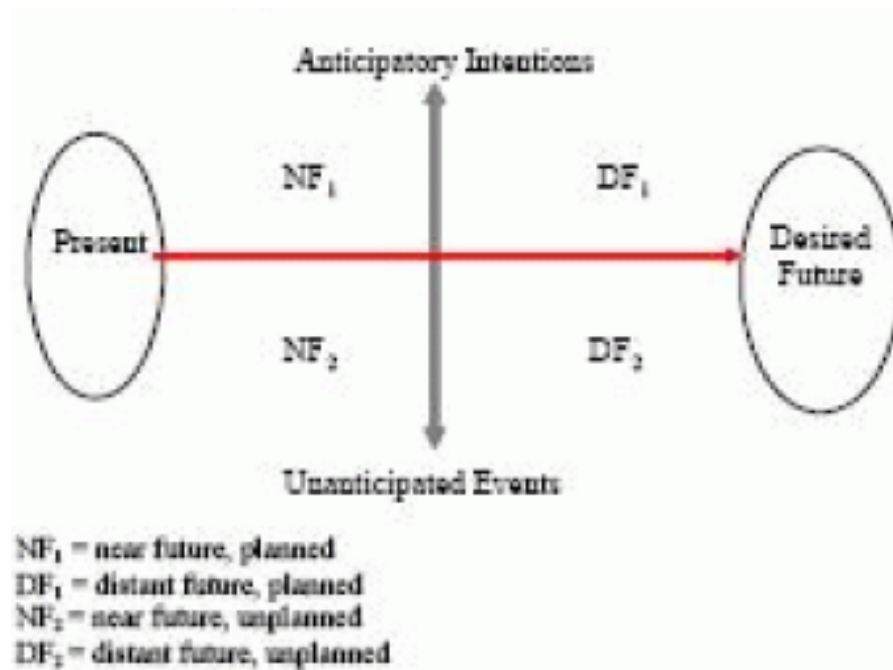 Anticipatory Intentions
NF₁ DF₁
Present
Desired
Future
NF₂ DF₂
Unanticipated Events
NF₁ = near future, planned
DF₁ = distant future, planned
NF₂ = near future, unplanned
DF₂ = distant future, unplanned